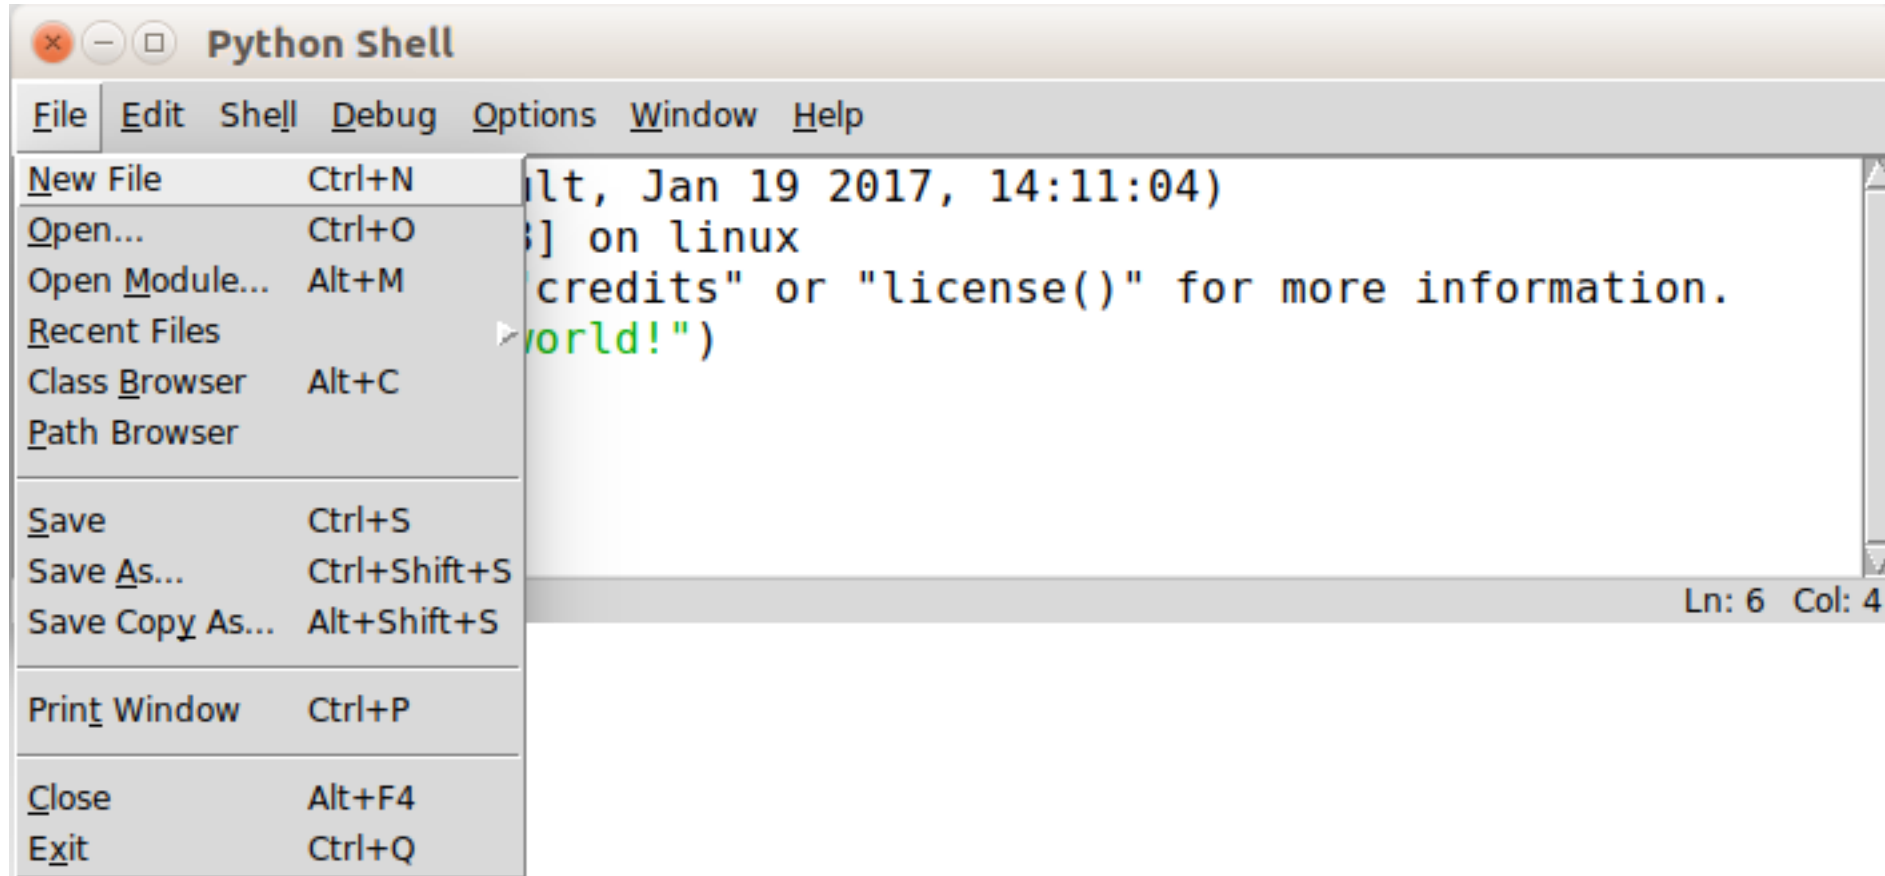 Python Shell
File Edit Shell Debug Options Window Help
New File Ctrl+N
Open... Ctrl+O
Open Module... Alt+M
Recent Files
Class Browser Alt+C
Path Browser
Save Ctrl+S
Save As... Ctrl+Shift+S
Save Copy As... Alt+Shift+S
Print Window Ctrl+P
Close Alt+F4
Exit Ctrl+Q
ult, Jan 19 2017, 14:11:04)
] on linux
"credits" or "license()" for more information.
world!")
Ln: 6 Col: 4